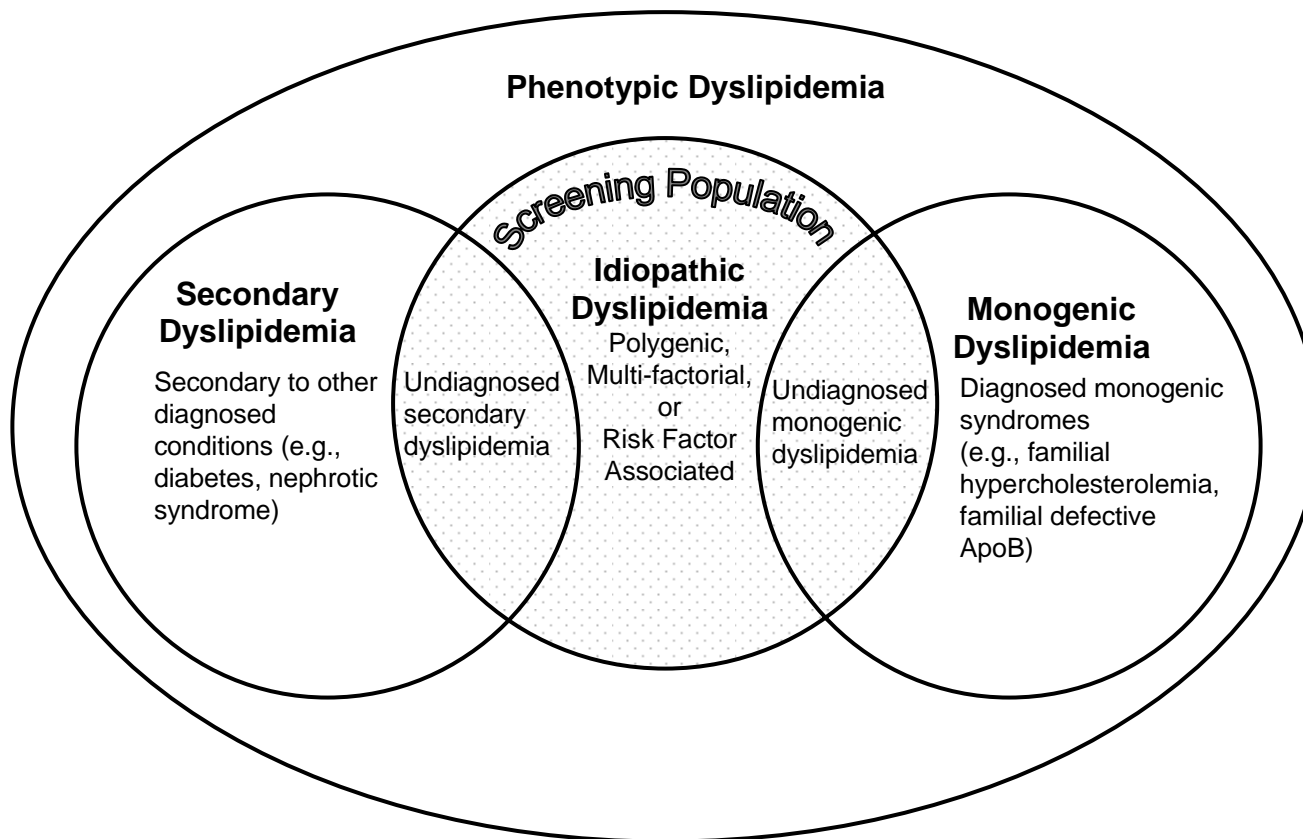 Phenotypic Dyslipidemia
Screening Population
Secondary
Dyslipidemia
Secondary to other
diagnosed
conditions (e.g.,
diabetes, nephrotic
syndrome)
Undiagnosed
secondary
dyslipidemia
Idiopathic
Dyslipidemia
Polygenic,
Multi-factorial,
or
Risk Factor
Associated
Undiagnosed
monogenic
dyslipidemia
Monogenic
Dyslipidemia
Diagnosed monogenic
syndromes
(e.g., familial
hypercholesterolemia,
familial defective
ApoB)